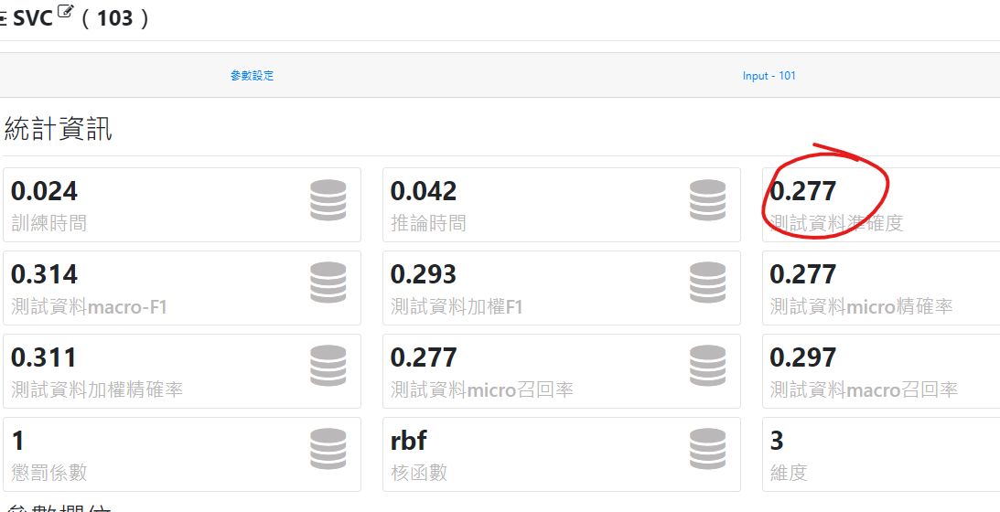 SVC ( 103 )
參數設定 Input - 101
統計資訊
0.024 0.042 0.277
訓練時間 推論時間 測試資料準確度
0.314 0.293 0.277
測試資料macro-F1 測試資料加權F1 測試資料micro精確率
0.311 0.277 0.297
測試資料加權精確率 測試資料micro召回率 測試資料macro召回率
1 rbf 3
懲罰係數 核函數 維度
參數欄位